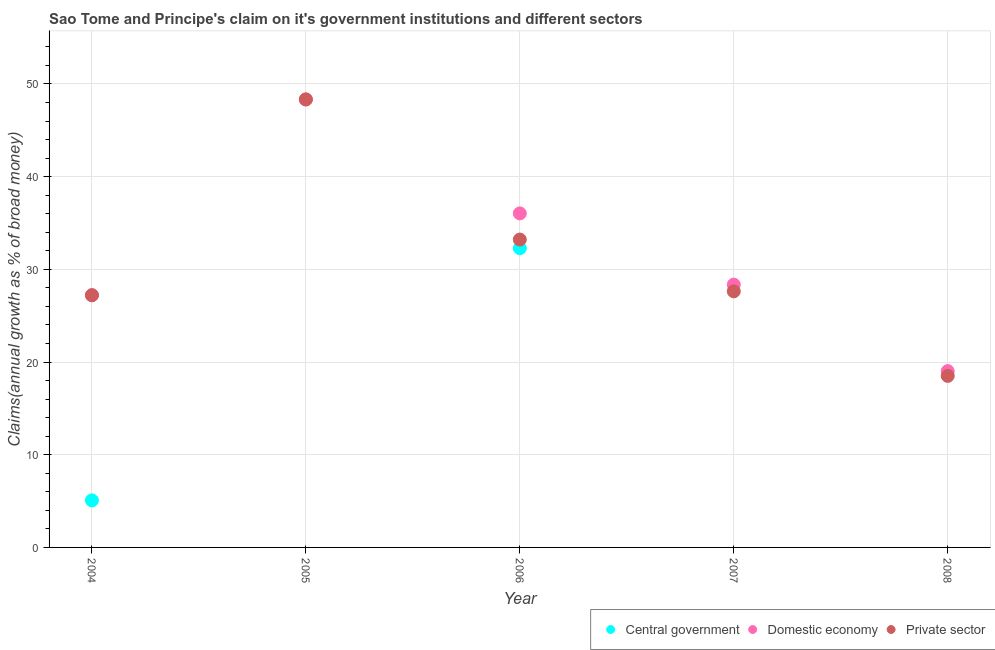 Sao Tome and Principe's claim on it's government institutions and different sectors
Claims(annual growth as % of broad money)
50
40
30
20
10
0
2004
2005
2006
2007
2008
Year
Central government
Domestic economy
Private sector